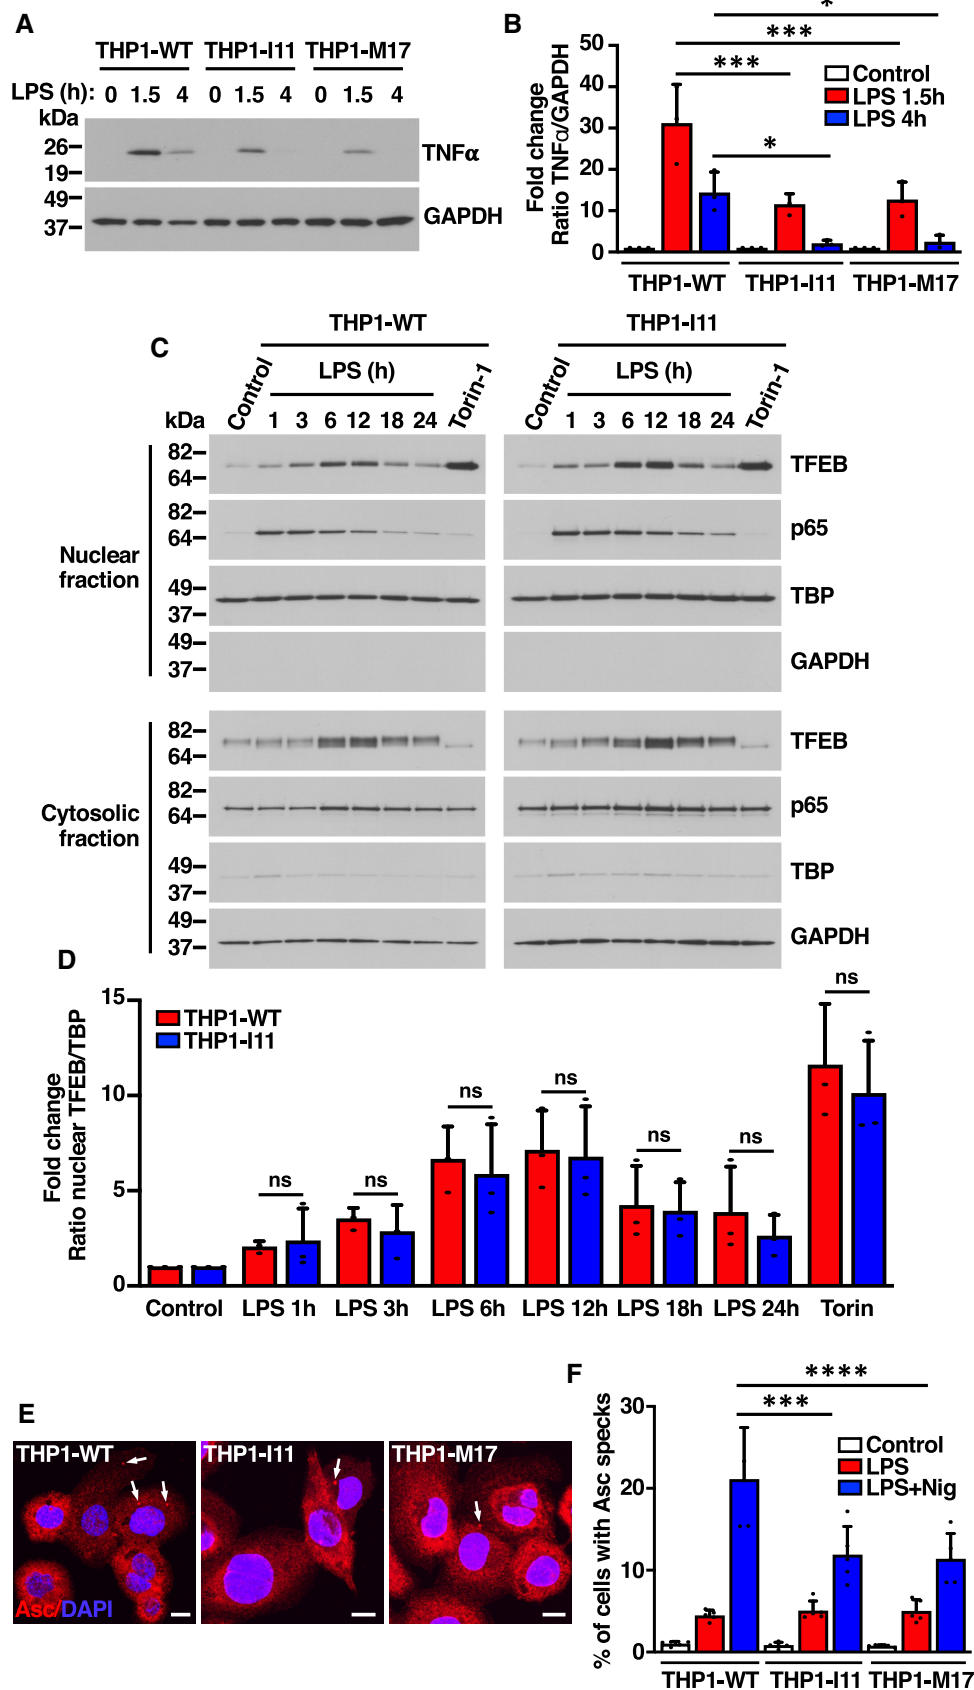 A
THP1-WT THP1-I11 THP1-M17
LPS (h): 0 1.5 4 0 1.5 4 0 1.5 4
kDa
26
19
TNFα
49
37
GAPDH
B
*
***
***
*
50
40
30
20
10
0
Fold change
Ratio TNFα/GAPDH
Control
LPS 1.5h
LPS 4h
THP1-WT THP1-I11 THP1-M17
C
THP1-WT THP1-I11
Control LPS (h) Torin-1 Control LPS (h) Torin-1
kDa 1 3 6 12 18 24 1 3 6 12 18 24
Nuclear
fraction
82
64
TFEB
82
64
p65
49
37
TBP
49
37
GAPDH
Cytosolic
fraction
82
64
TFEB
82
64
p65
49
37
TBP
49
37
GAPDH
D
15
10
5
0
Fold change
Ratio nuclear TFEB/TBP
THP1-WT
THP1-I11
ns ns ns ns ns ns ns
Control LPS 1h LPS 3h LPS 6h LPS 12h LPS 18h LPS 24h Torin
E
THP1-WT THP1-I11 THP1-M17
Asc/DAPI
F
****
***
30
20
10
0
% of cells with Asc specks
Control
LPS
LPS+Nig
THP1-WT THP1-I11 THP1-M17